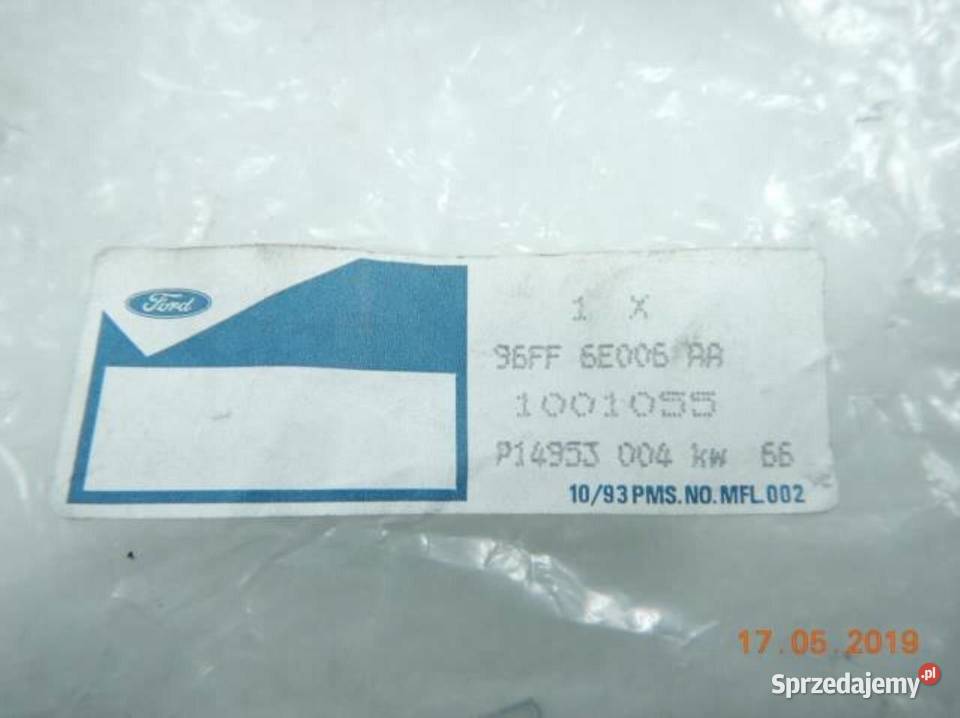 Ford
1 X
96FF 6E006 AA
1001055
P14953 004 kw 66
10/93 PMS.NO. MFL.002
17.05.2019
Sprzedajemy.pl